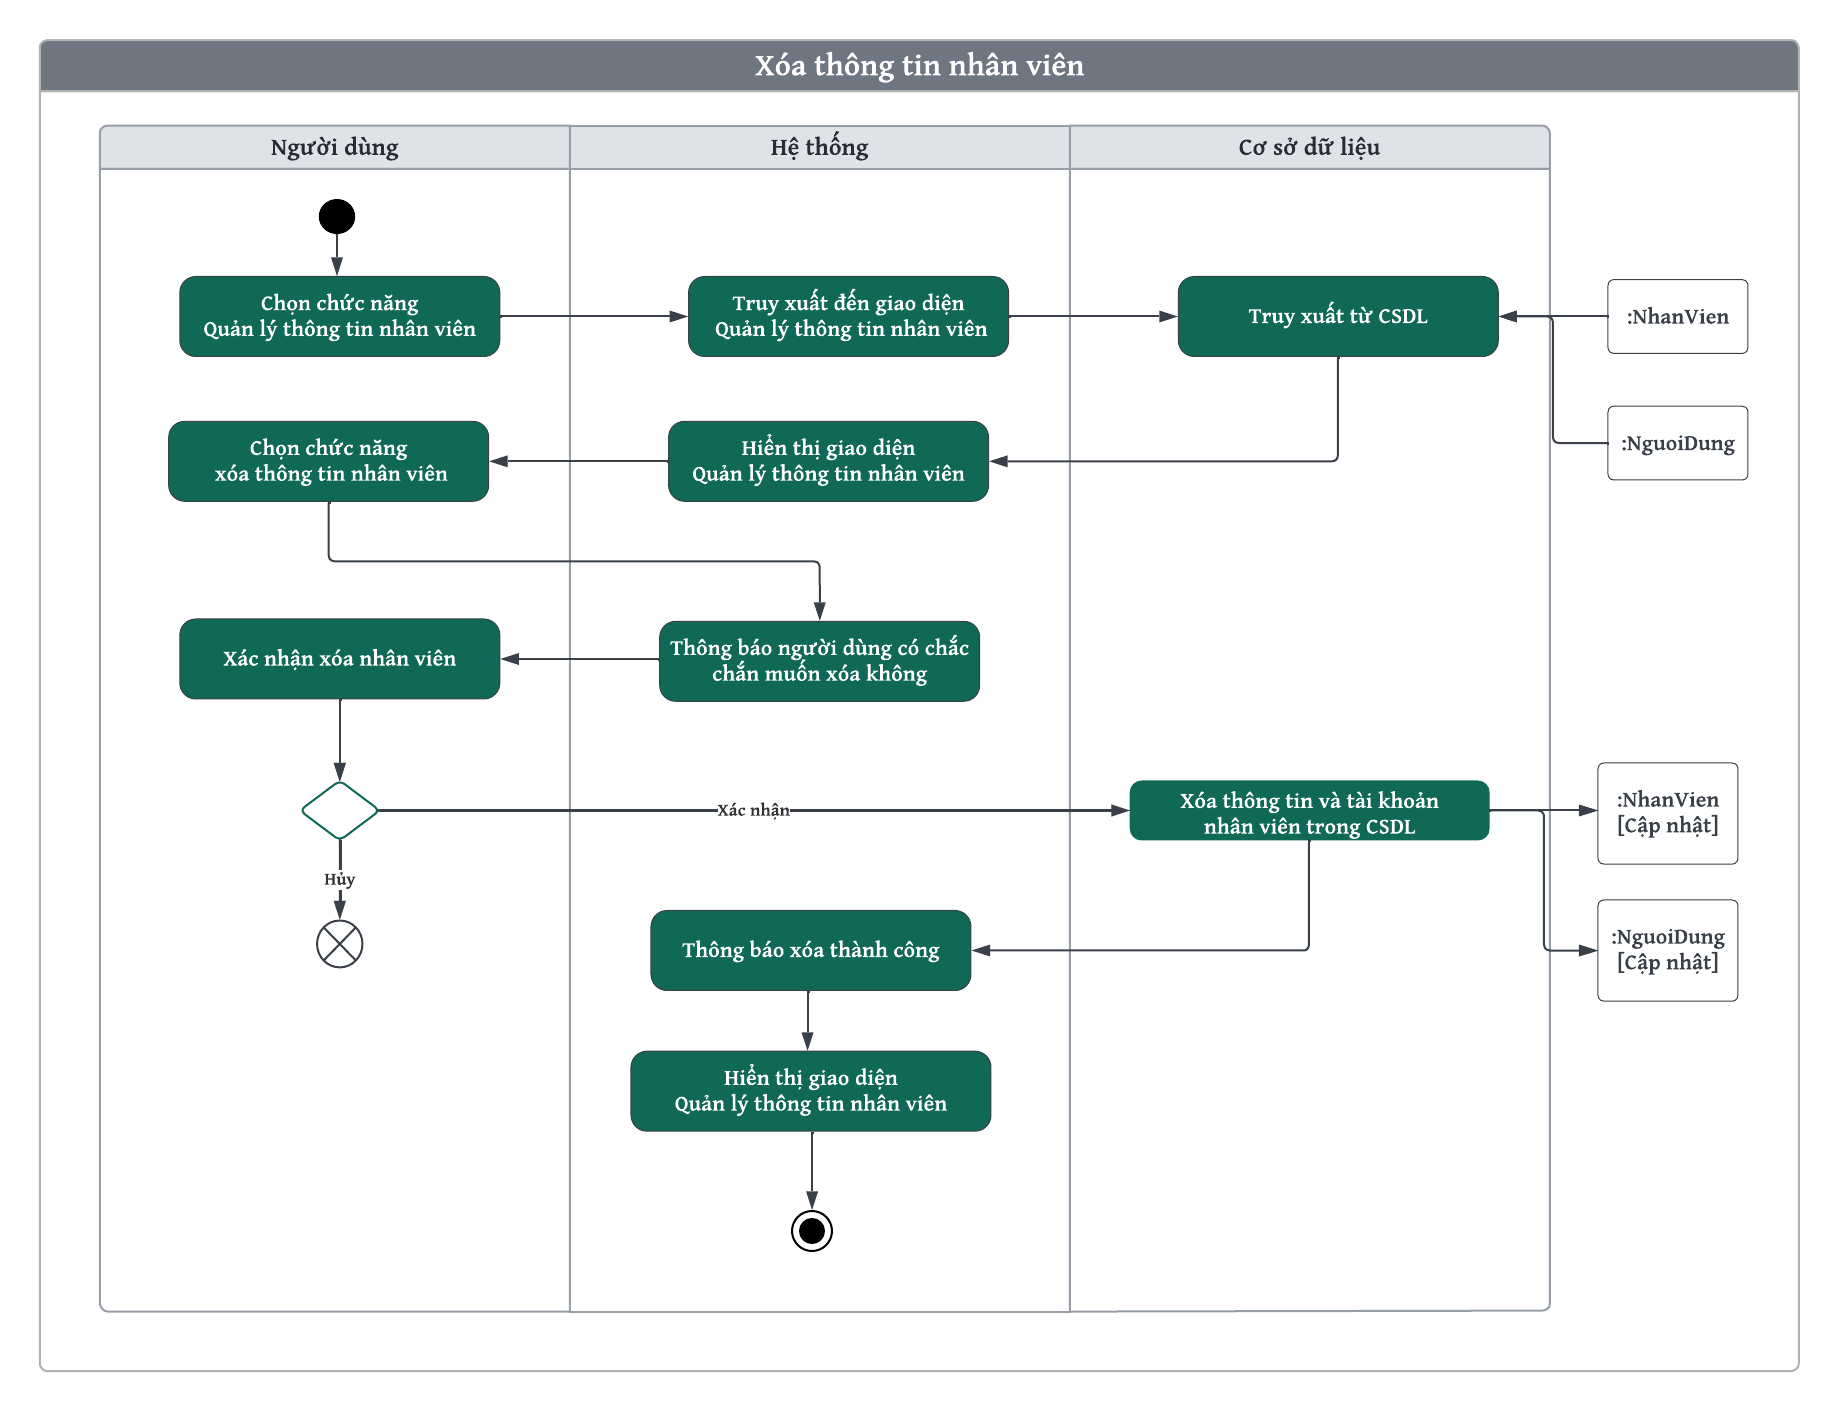 Xóa thông tin nhân viên
Người dùng
Hệ thống
Cơ sở dữ liệu
Chọn chức năng
Quản lý thông tin nhân viên
Truy xuất đến giao diện
Quản lý thông tin nhân viên
Truy xuất từ CSDL
:NhanVien
:NguoiDung
Chọn chức năng
xóa thông tin nhân viên
Hiển thị giao diện
Quản lý thông tin nhân viên
Xác nhận xóa nhân viên
Thông báo người dùng có chắc
chắn muốn xóa không
Xác nhận
Xóa thông tin và tài khoản
nhân viên trong CSDL
:NhanVien
[Cập nhật]
Hủy
Thông báo xóa thành công
:NguoiDung
[Cập nhật]
Hiển thị giao diện
Quản lý thông tin nhân viên